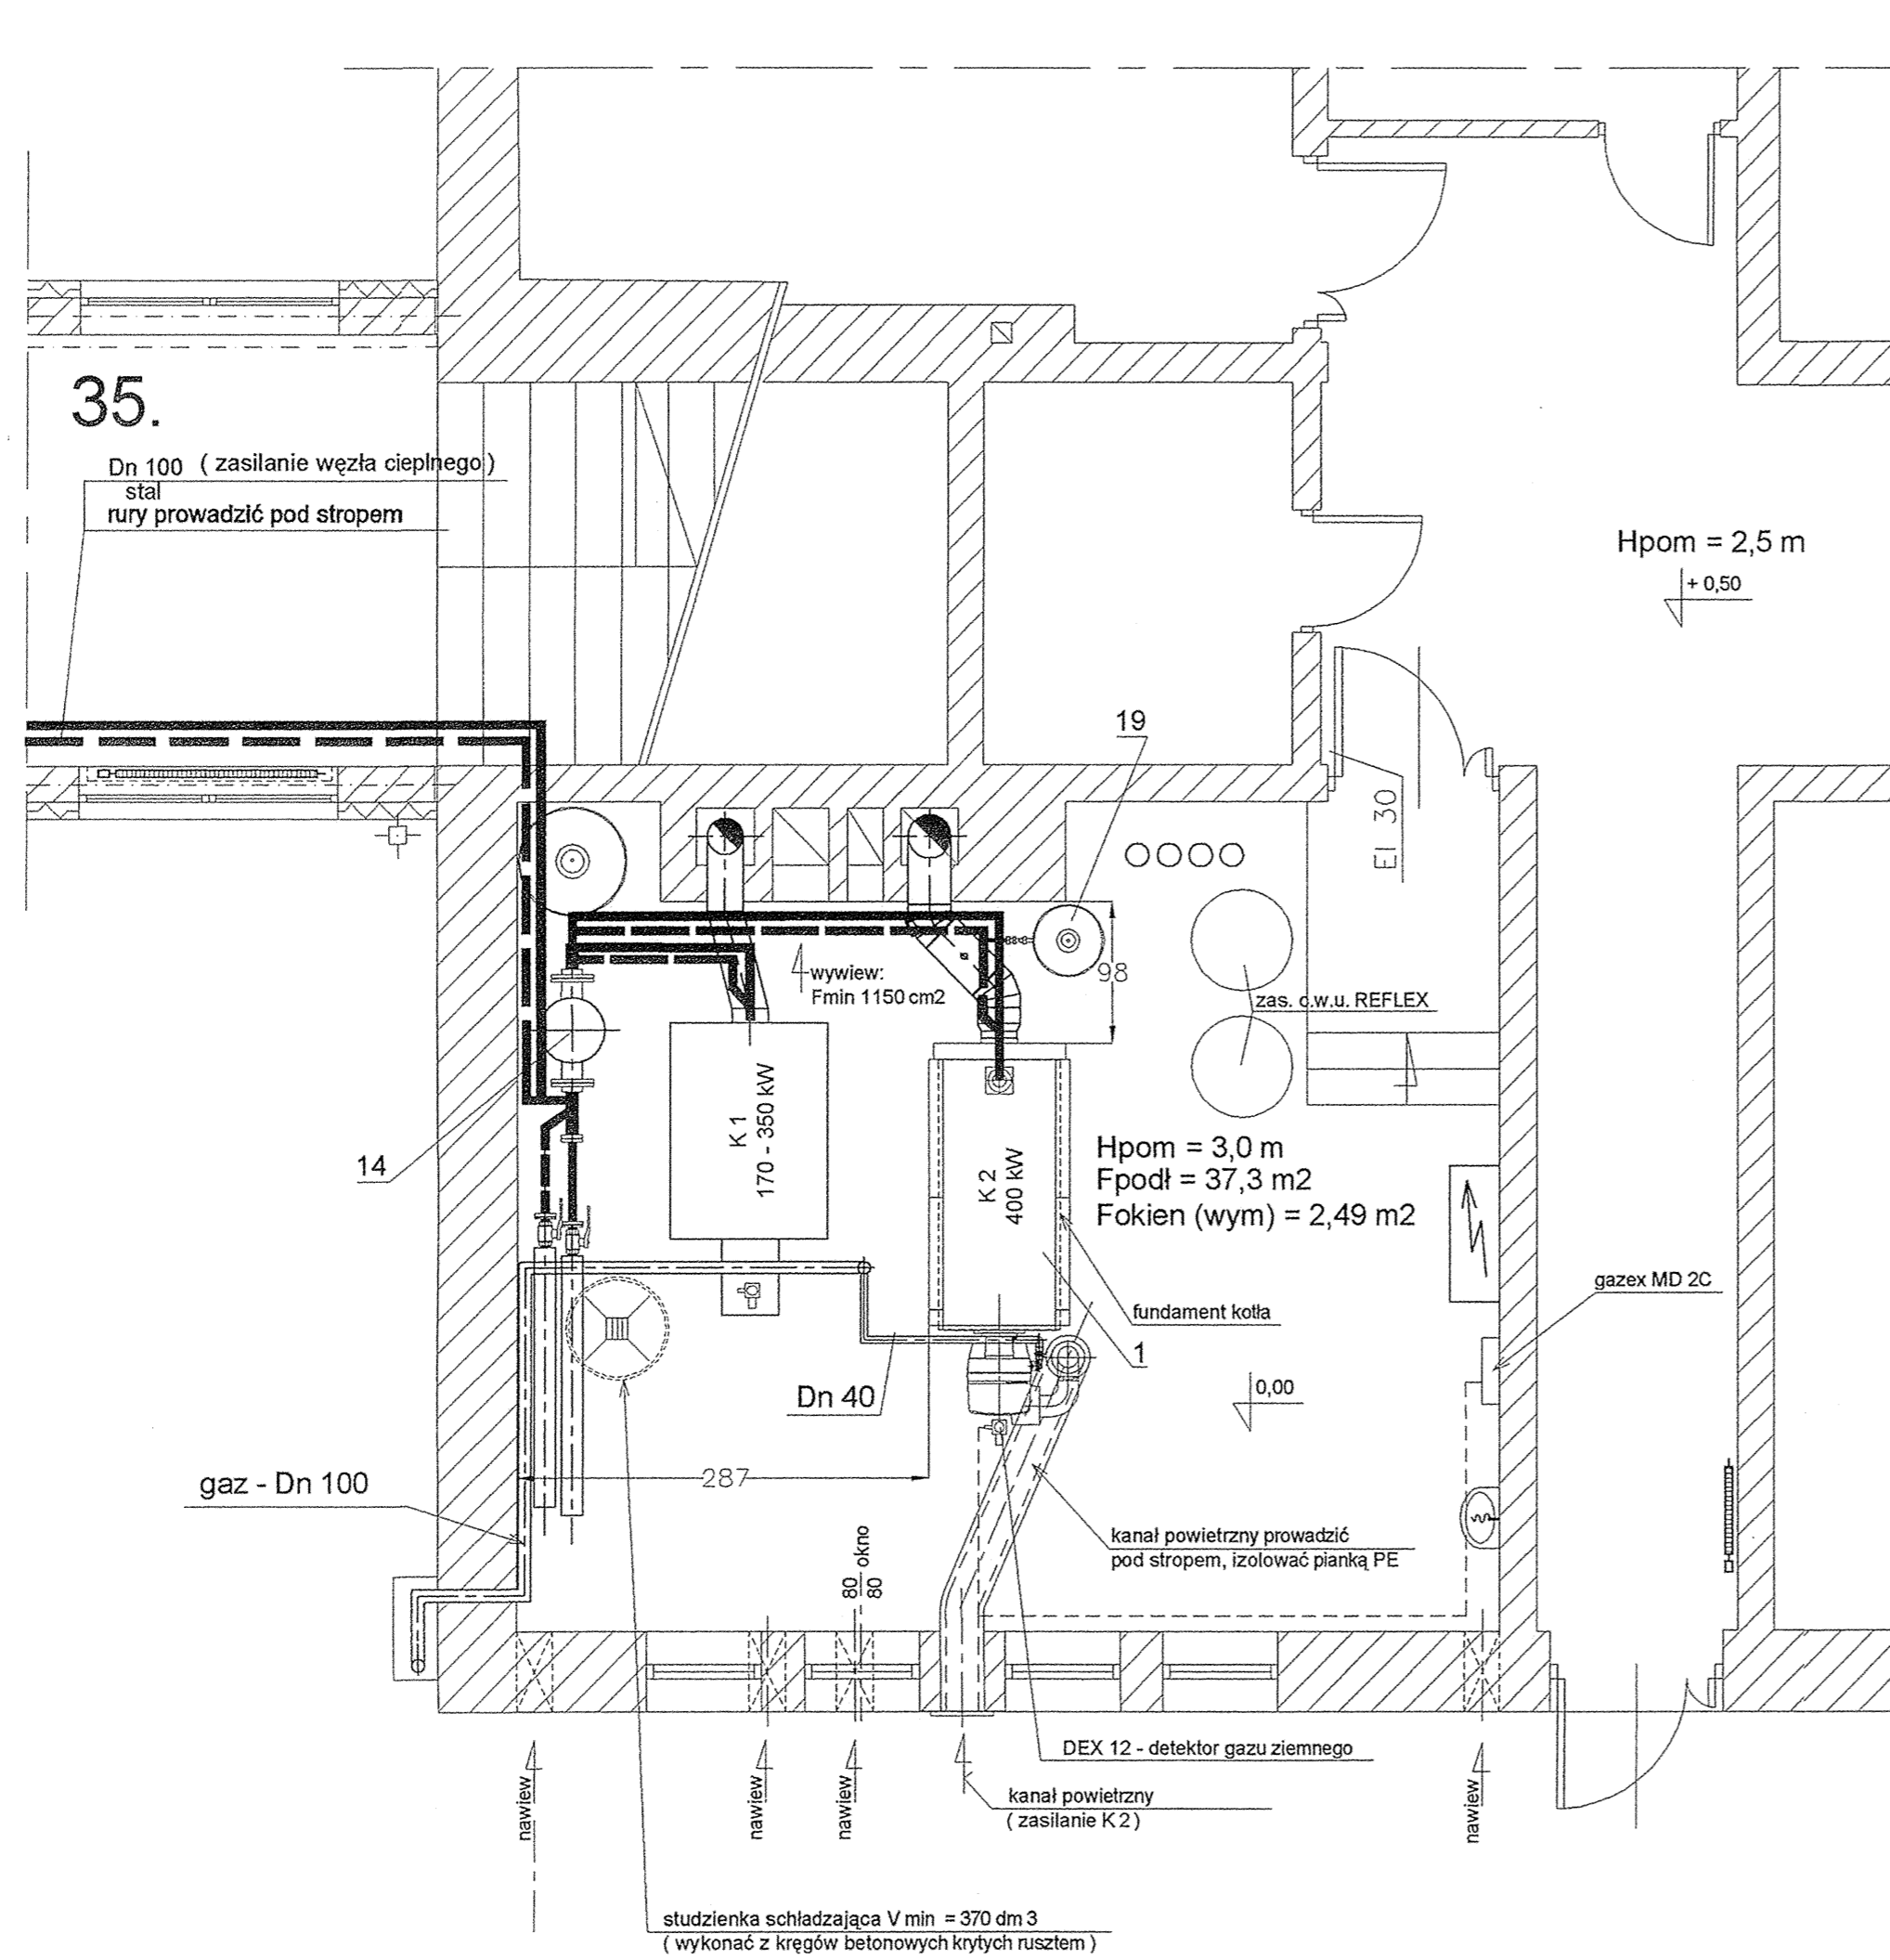 35.
Dn 100 ( zasilanie węzła cieplnego )
stal
rury prowadzić pod stropem
Hpom = 2,5 m
+ 0,50
19
EI 30
98
wywiew:
Fmin 1150 cm2
zas. c.w.u. REFLEX
14
K 1
170 - 350 kW
K 2
400 kW
Hpom = 3,0 m
Fpodł = 37,3 m2
Fokien (wym) = 2,49 m2
gazex MD 2C
fundament kotła
1
Dn 40
0,00
gaz - Dn 100
287
80 okno
80
kanał powietrzny prowadzić
pod stropem, izolować pianką PE
DEX 12 - detektor gazu ziemnego
nawiew
nawiew
nawiew
kanał powietrzny
( zasilanie K 2 )
nawiew
studzienka schładzająca V min = 370 dm 3
( wykonać z kręgów betonowych krytych rusztem )